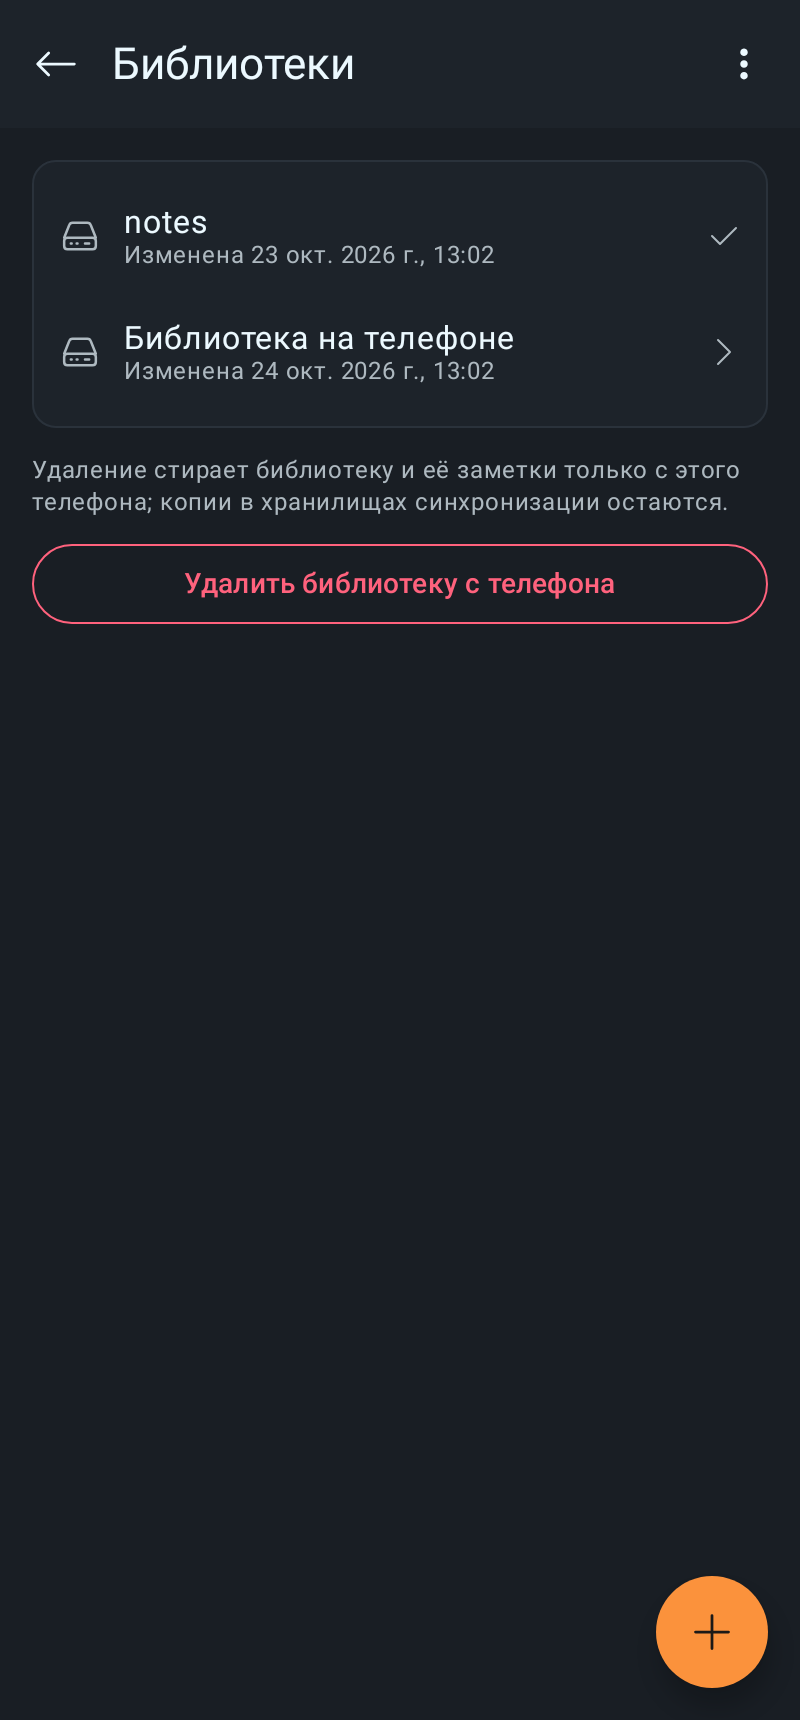 Библиотеки
notes
Изменена 23 окт. 2026 г., 13:02
Библиотека на телефоне
Изменена 24 окт. 2026 г., 13:02
Удаление стирает библиотеку и её заметки только с этого
телефона; копии в хранилищах синхронизации остаются.
Удалить библиотеку с телефона